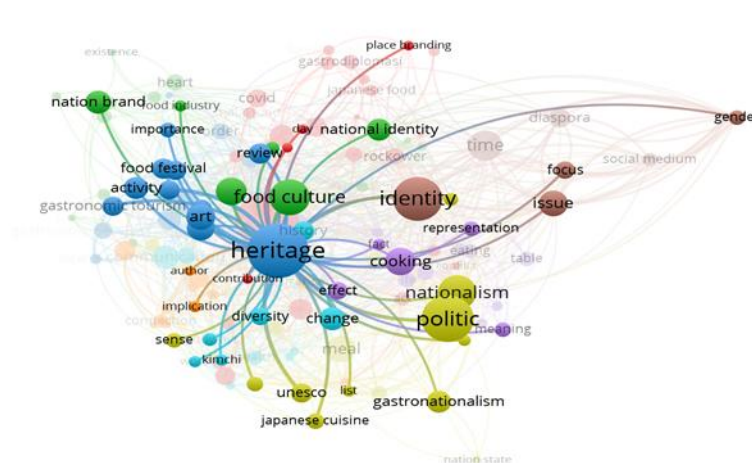 place branding
existence
gastrodiplomasi
heart
japanese food
covid
nation brand
food industry
gende
diaspora
importance
order
day
national identity
time
review
rockower
social medium
food festival
focus
activity
food culture
identity
gastronomic tourism
issue
art
history
representation
heritage
fact
eating
cooking
table
author
contribution
effect
nationalism
implication
diversity
change
politic
meaning
sense
meal
kimchi
unesco
list
gastronationalism
japanese cuisine
nation state